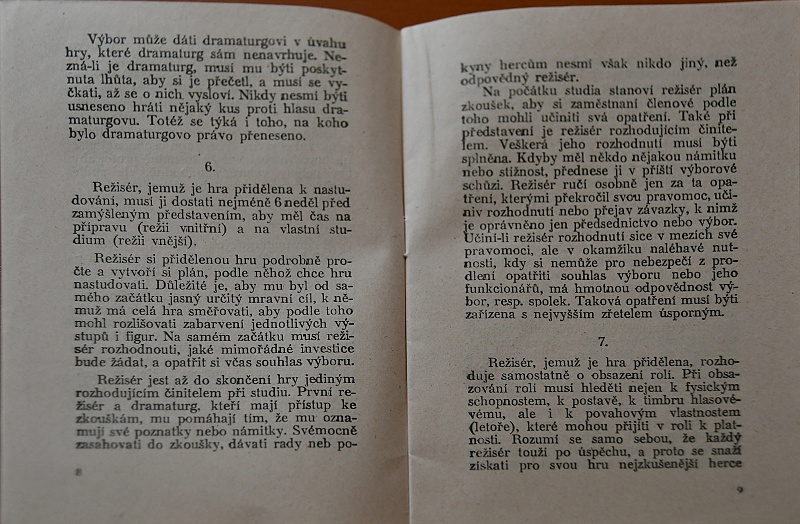 Výbor může dáti dramaturgovi v úvahu
hry, které dramaturg sám nenavrhuje. Ne-
zná-li je dramaturg, musí mu býti poskyt-
nuta lhůta, aby si je přečetl, a musí se vy-
čkati, až se o nich vysloví. Nikdy nesmí býti
usneseno hráti nějaký kus proti hlasu dra-
maturgovu. Totéž se týká i toho, na koho
bylo dramaturgovo právo přeneseno.
6.
Režisér, jemuž je hra přidělena k nastu-
dování, musí ji dostati nejméně 6 neděl před
zamýšleným představením, aby měl čas na
přípravu (režii vnitřní) a na vlastní stu-
dium (režii vnější).
Režisér si přidělenou hru podrobně pro-
čte a vytvoří si plán, podle něhož chce hru
nastudovati. Důležité je, aby mu byl od sa-
mého začátku jasný určitý mravní cíl, k ně-
muž má celá hra směřovati, aby podle toho
mohl rozlišovati zabarvení jednotlivých vý-
stupů i figur. Na samém začátku musí reži-
sér rozhodnouti, jaké mimořádné investice
bude žádat, a opatřit si včas souhlas výboru.
Režisér jest až do skončení hry jediným
rozhodujícím činitelem při studiu. První re-
žisér a dramaturg, kteří mají přístup ke
zkouškám, mu pomáhají tím, že mu ozna-
mují své poznatky nebo námitky. Svémocně
zasahovati do zkoušky, dávati rady neb po-
8
kyny hercům nesmí však nikdo jiný, než
odpovědný režisér.
Na počátku studia stanoví režisér plán
zkoušek, aby si zaměstnaní členové podle
toho mohli učiniti svá opatření. Také při
představení je režisér rozhodujícím činite-
lem. Veškerá jeho rozhodnutí musí býti
splněna. Kdyby měl někdo nějakou námitku
nebo stížnost, přednese ji v příští výborové
schůzi. Režisér ručí osobně jen za ta opa-
tření, kterými překročil svou pravomoc, uči-
niv rozhodnutí nebo přejav závazky, k nimž
je oprávněno jen předsednictvo nebo výbor.
Učiní-li režisér rozhodnutí sice v mezích své
pravomoci, ale v okamžiku naléhavé nut-
nosti, kdy si nemůže pro nebezpečí z pro-
dlení opatřiti souhlas výboru nebo jeho
funkcionářů, má hmotnou odpovědnost vý-
bor, resp. spolek. Taková opatření musí býti
zařízena s nejvyšším zřetelem úsporným.
7.
Režisér, jemuž je hra přidělena, rozho-
duje samostatně o obsazení rolí. Při obsa-
zování rolí musí hleděti nejen k fysickým
schopnostem, k postavě, k timbru hlasové-
vému, ale i k povahovým vlastnostem
(letoře), které mohou přijíti v roli k plat-
nosti. Rozumí se samo sebou, že každý
režisér touží po úspěchu, a proto se snaží
získati pro svou hru nejzkušenější herce
9